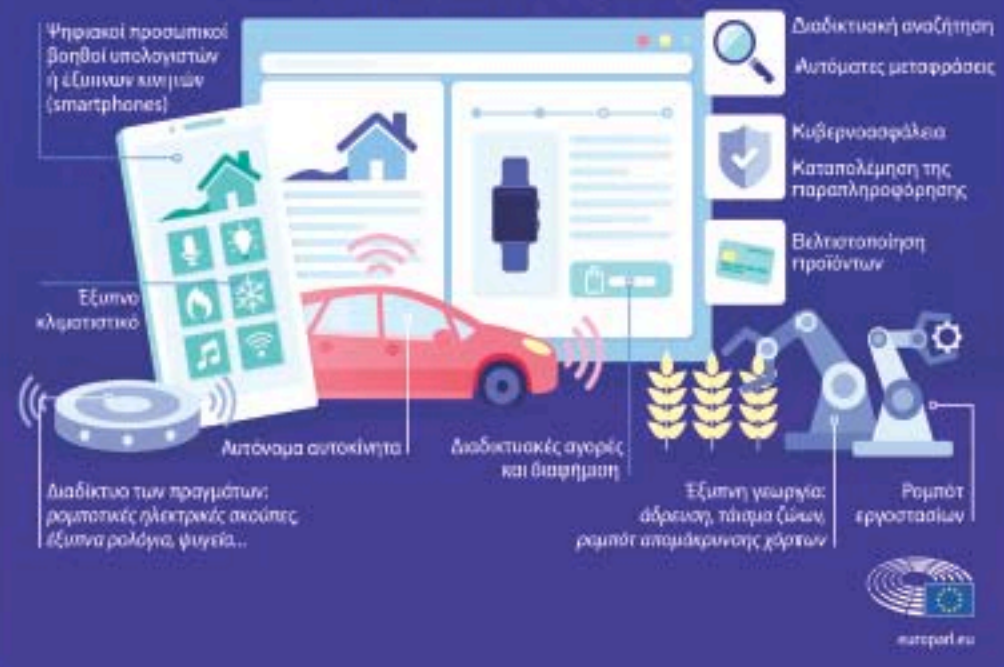 Ψηφιακοί προσωπικοί
βοηθοί υπολογιστών
ή έξυπνων κινητών
(smartphones)
Διαδικτυακή αναζήτηση
Αυτόματες μεταφράσεις
Κυβερνοασφάλεια
Καταπολέμηση της
παραπληροφόρησης
Βελτιστοποίηση
προϊόντων
Έξυπνο
κλιματιστικό
Αυτόνομα αυτοκίνητα
Διαδικτυακές αγορές
και διαφήμιση
Διαδίκτυο των πραγμάτων:
ρομποτικές ηλεκτρικές σκούπες,
έξυπνα ρολόγια, ψυγεία...
Έξυπνη γεωργία:
άδρευση, τάισμα ζώων,
ρομπότ απομάκρυνσης χόρτων
Ρομπότ
εργοστασίων
europarl.eu